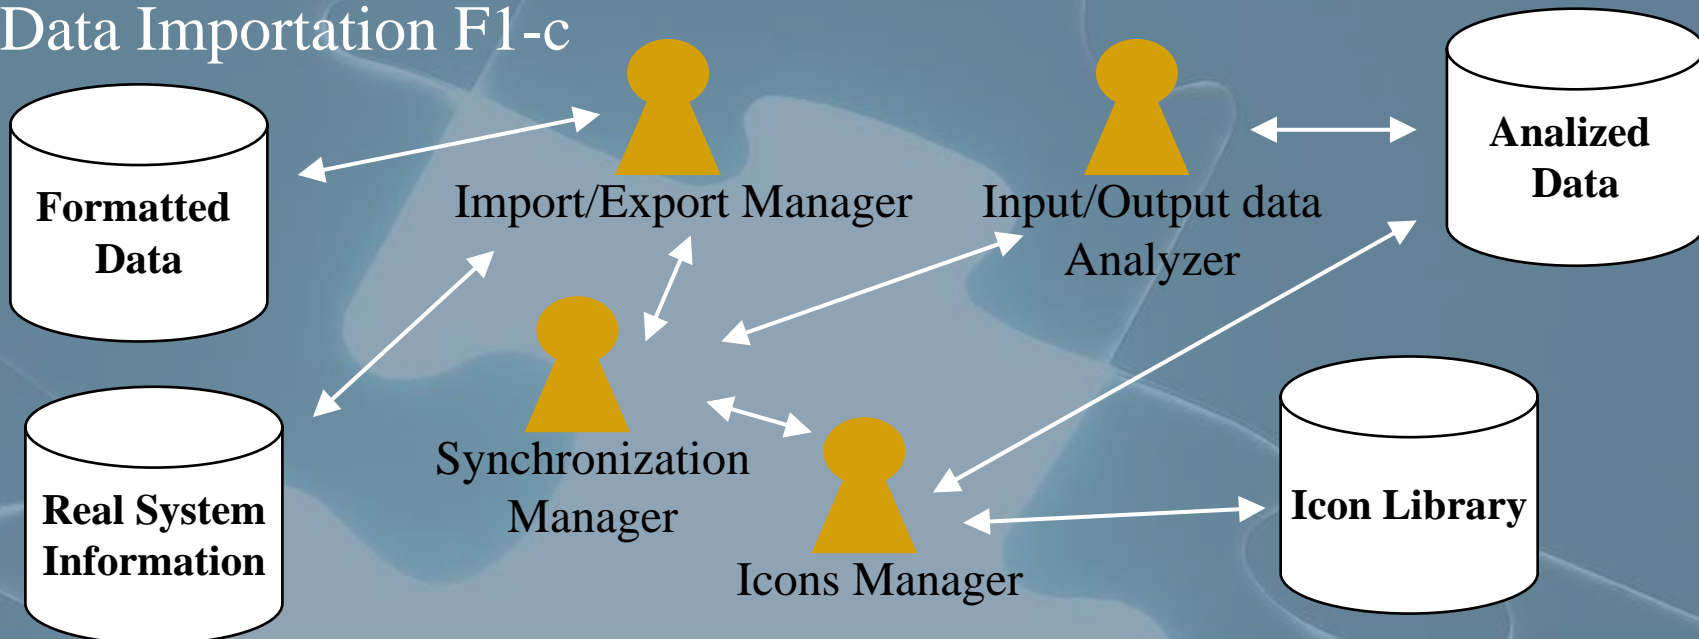 Data Importation F1-c
Formatted
Data
Import/Export Manager
Input/Output data
Analyzer
Analized
Data
Real System
Information
Synchronization
Manager
Icons Manager
Icon Library